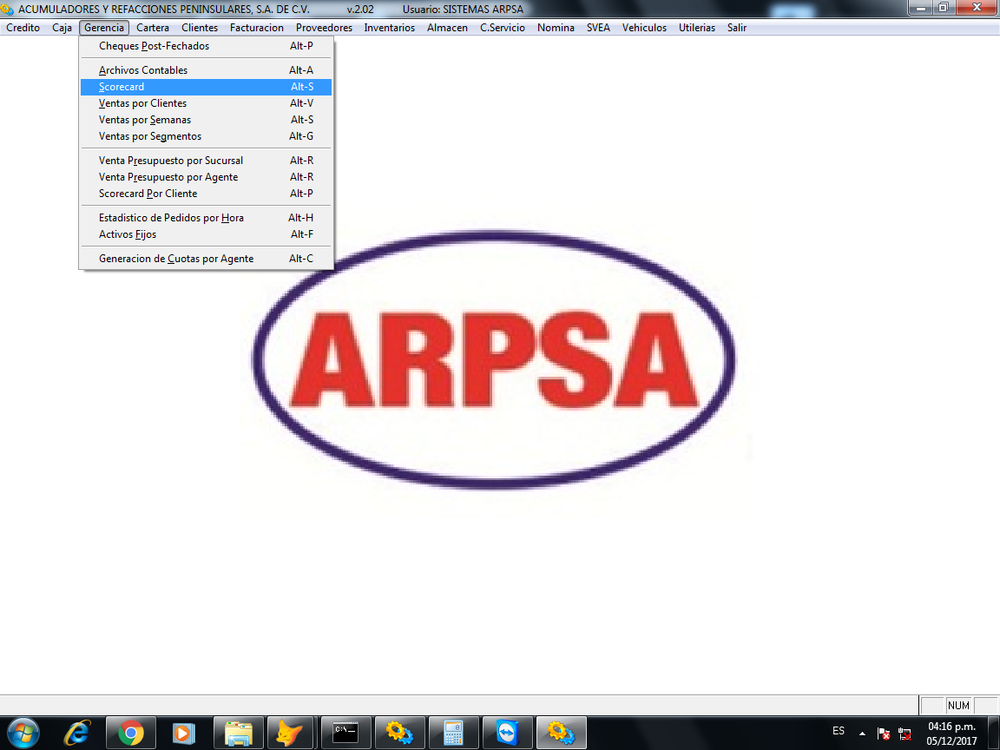 ACUMULADORES Y REFACCIONES PENINSULARES, S.A. DE C.V. v.2.02 Usuario: SISTEMAS ARPSA
Credito Caja Gerencia Cartera Clientes Facturacion Proveedores Inventarios Almacen C.Servicio Nomina SVEA Vehiculos Utilerias Salir
Cheques Post-Fechados Alt-P
Archivos Contables Alt-A
Scorecard Alt-S
Ventas por Clientes Alt-V
Ventas por Semanas Alt-S
Ventas por Segmentos Alt-G
Venta Presupuesto por Sucursal Alt-R
Venta Presupuesto por Agente Alt-R
Scorecard Por Cliente Alt-P
Estadistico de Pedidos por Hora Alt-H
Activos Fijos Alt-F
Generacion de Cuotas por Agente Alt-C
ARPSA
NUM
C:\_
ES
04:16 p.m.
05/12/2017